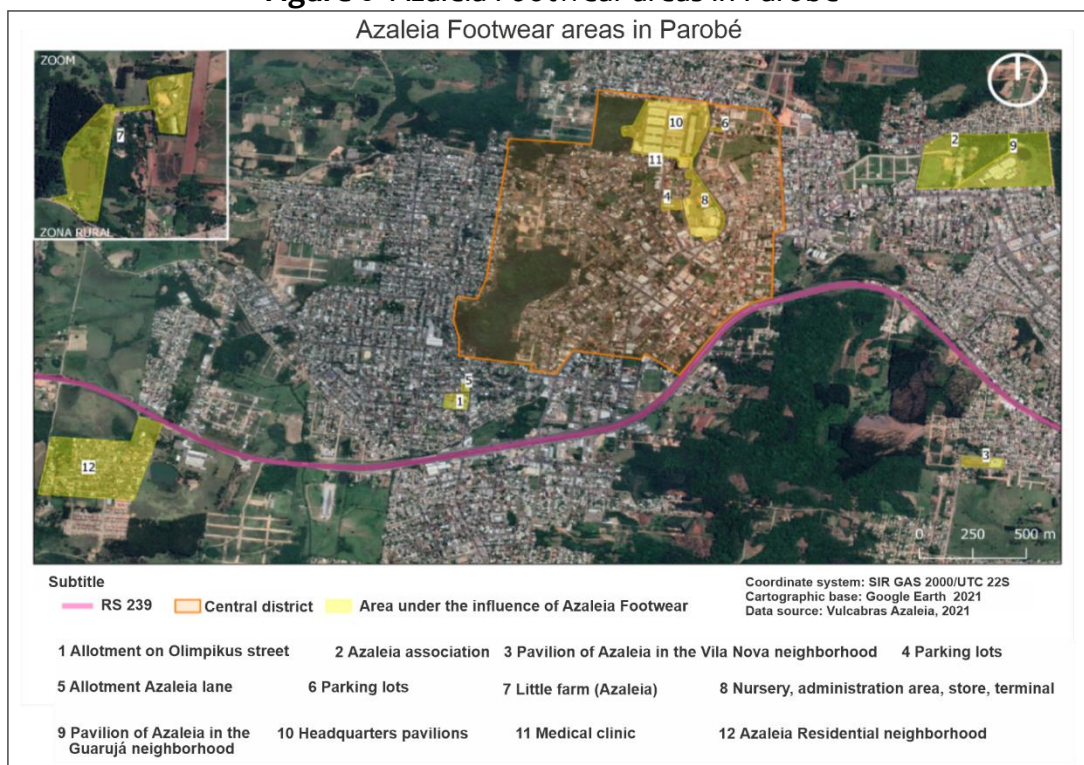 Azaleia Footwear areas in Parobé
ZOOM
7
ZONA RURAL
10
6
11
4
8
2
9
5
1
12
3
0 250 500 m
Subtitle
RS 239
Central district
Area under the influence of Azaleia Footwear
Coordinate system: SIR GAS 2000/UTC 22S
Cartographic base: Google Earth 2021
Data source: Vulcabras Azaleia, 2021
1 Allotment on Olimpikus street
2 Azaleia association
3 Pavilion of Azaleia in the Vila Nova neighborhood
4 Parking lots
5 Allotment Azaleia lane
6 Parking lots
7 Little farm (Azaleia)
8 Nursery, administration area, store, terminal
9 Pavilion of Azaleia in the
Guarujá neighborhood
10 Headquarters pavilions
11 Medical clinic
12 Azaleia Residential neighborhood